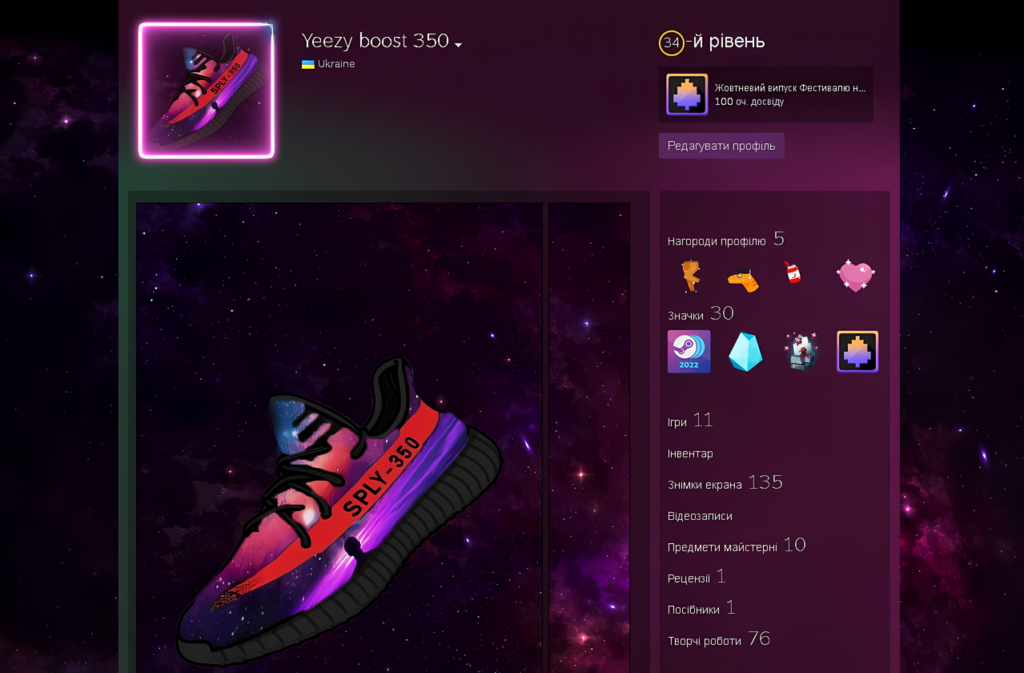 Yeezy boost 350
Ukraine
34-й рівень
Жовтневий випуск Фестивалю н...
100 оч. досвіду
Редагувати профіль
SPLY-350
SPLY-350
Нагороди профілю 5
Значки 30
2022
Ігри 11
Інвентар
Знімки екрана 135
Відеозаписи
Предмети майстерні 10
Рецензії 1
Посібники 1
Творчі роботи 76